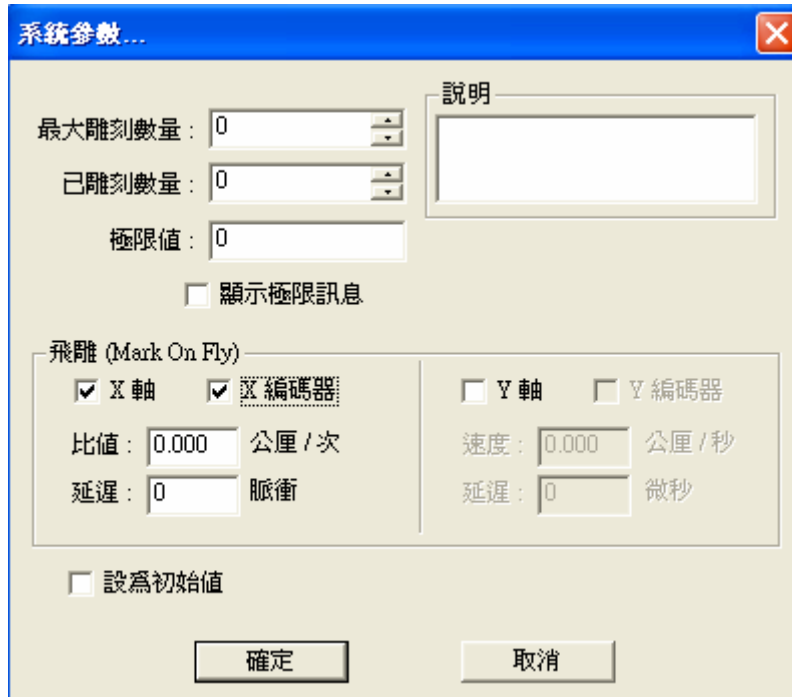 系統參數...
最大雕刻數量 : 0
說明
已雕刻數量 : 0
極限值 : 0
顯示極限訊息
飛雕 (Mark On Fly)
X 軸 X 編碼器 Y 軸 Y 編碼器
比值 : 0.000 公厘 / 次 速度 : 0.000 公厘 / 秒
延遲 : 0 脈衝 延遲 : 0 微秒
設為初始值
確定 取消